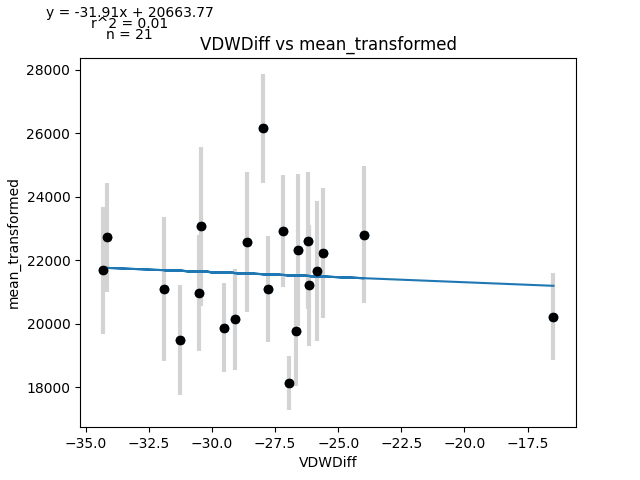 y = -31.91x + 20663.77
r^2 = 0.01
n = 21
VDWDiff vs mean_transformed
28000
26000
24000
22000
20000
18000
mean_transformed
−35.0 −32.5 −30.0 −27.5 −25.0 −22.5 −20.0 −17.5
VDWDiff